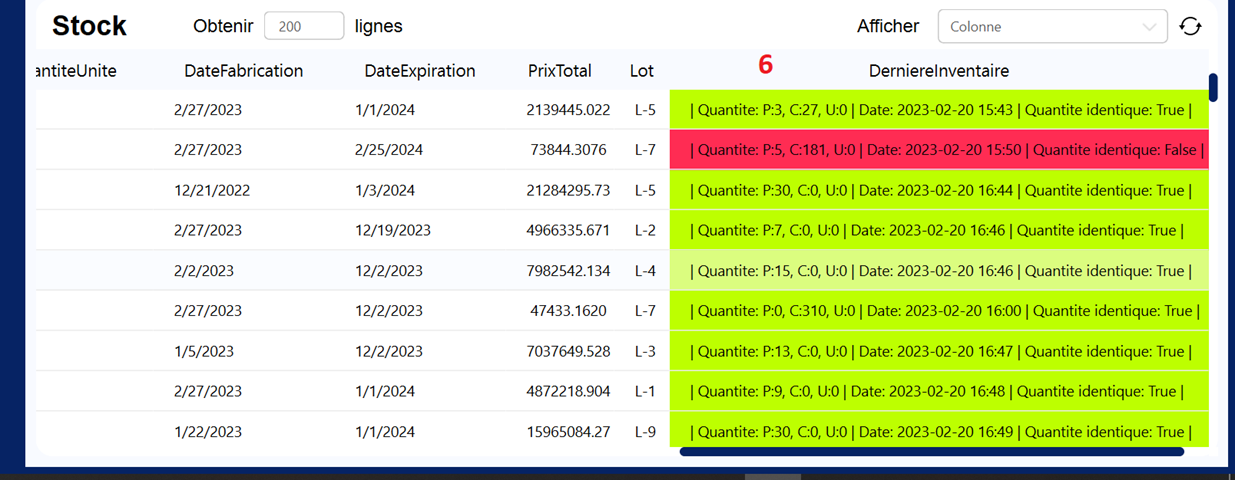 Stock Obtenir 200 lignes Afficher Colonne
6
antiteUnite DateFabrication DateExpiration PrixTotal Lot DerniereInventaire
2/27/2023 1/1/2024 2139445.022 L-5 | Quantite: P:3, C:27, U:0 | Date: 2023-02-20 15:43 | Quantite identique: True |
2/27/2023 2/25/2024 73844.3076 L-7 | Quantite: P:5, C:181, U:0 | Date: 2023-02-20 15:50 | Quantite identique: False |
12/21/2022 1/3/2024 21284295.73 L-5 | Quantite: P:30, C:0, U:0 | Date: 2023-02-20 16:44 | Quantite identique: True |
2/27/2023 12/19/2023 4966335.671 L-2 | Quantite: P:7, C:0, U:0 | Date: 2023-02-20 16:46 | Quantite identique: True |
2/2/2023 12/2/2023 7982542.134 L-4 | Quantite: P:15, C:0, U:0 | Date: 2023-02-20 16:46 | Quantite identique: True |
2/27/2023 12/2/2023 47433.1620 L-7 | Quantite: P:0, C:310, U:0 | Date: 2023-02-20 16:00 | Quantite identique: True |
1/5/2023 12/2/2023 7037649.528 L-3 | Quantite: P:13, C:0, U:0 | Date: 2023-02-20 16:47 | Quantite identique: True |
2/27/2023 1/1/2024 4872218.904 L-1 | Quantite: P:9, C:0, U:0 | Date: 2023-02-20 16:48 | Quantite identique: True |
1/22/2023 1/1/2024 15965084.27 L-9 | Quantite: P:30, C:0, U:0 | Date: 2023-02-20 16:49 | Quantite identique: True |